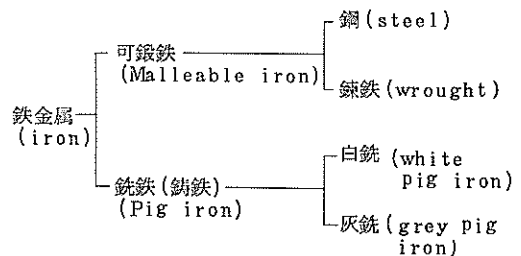 鋼(steel)
可鍛鉄
(Malleable iron)
錬鉄(wrought)
鉄金属
(iron)
白銑 (white
pig iron)
銑鉄(鋳鉄)
(Pig iron)
灰銑(grey pig
iron)